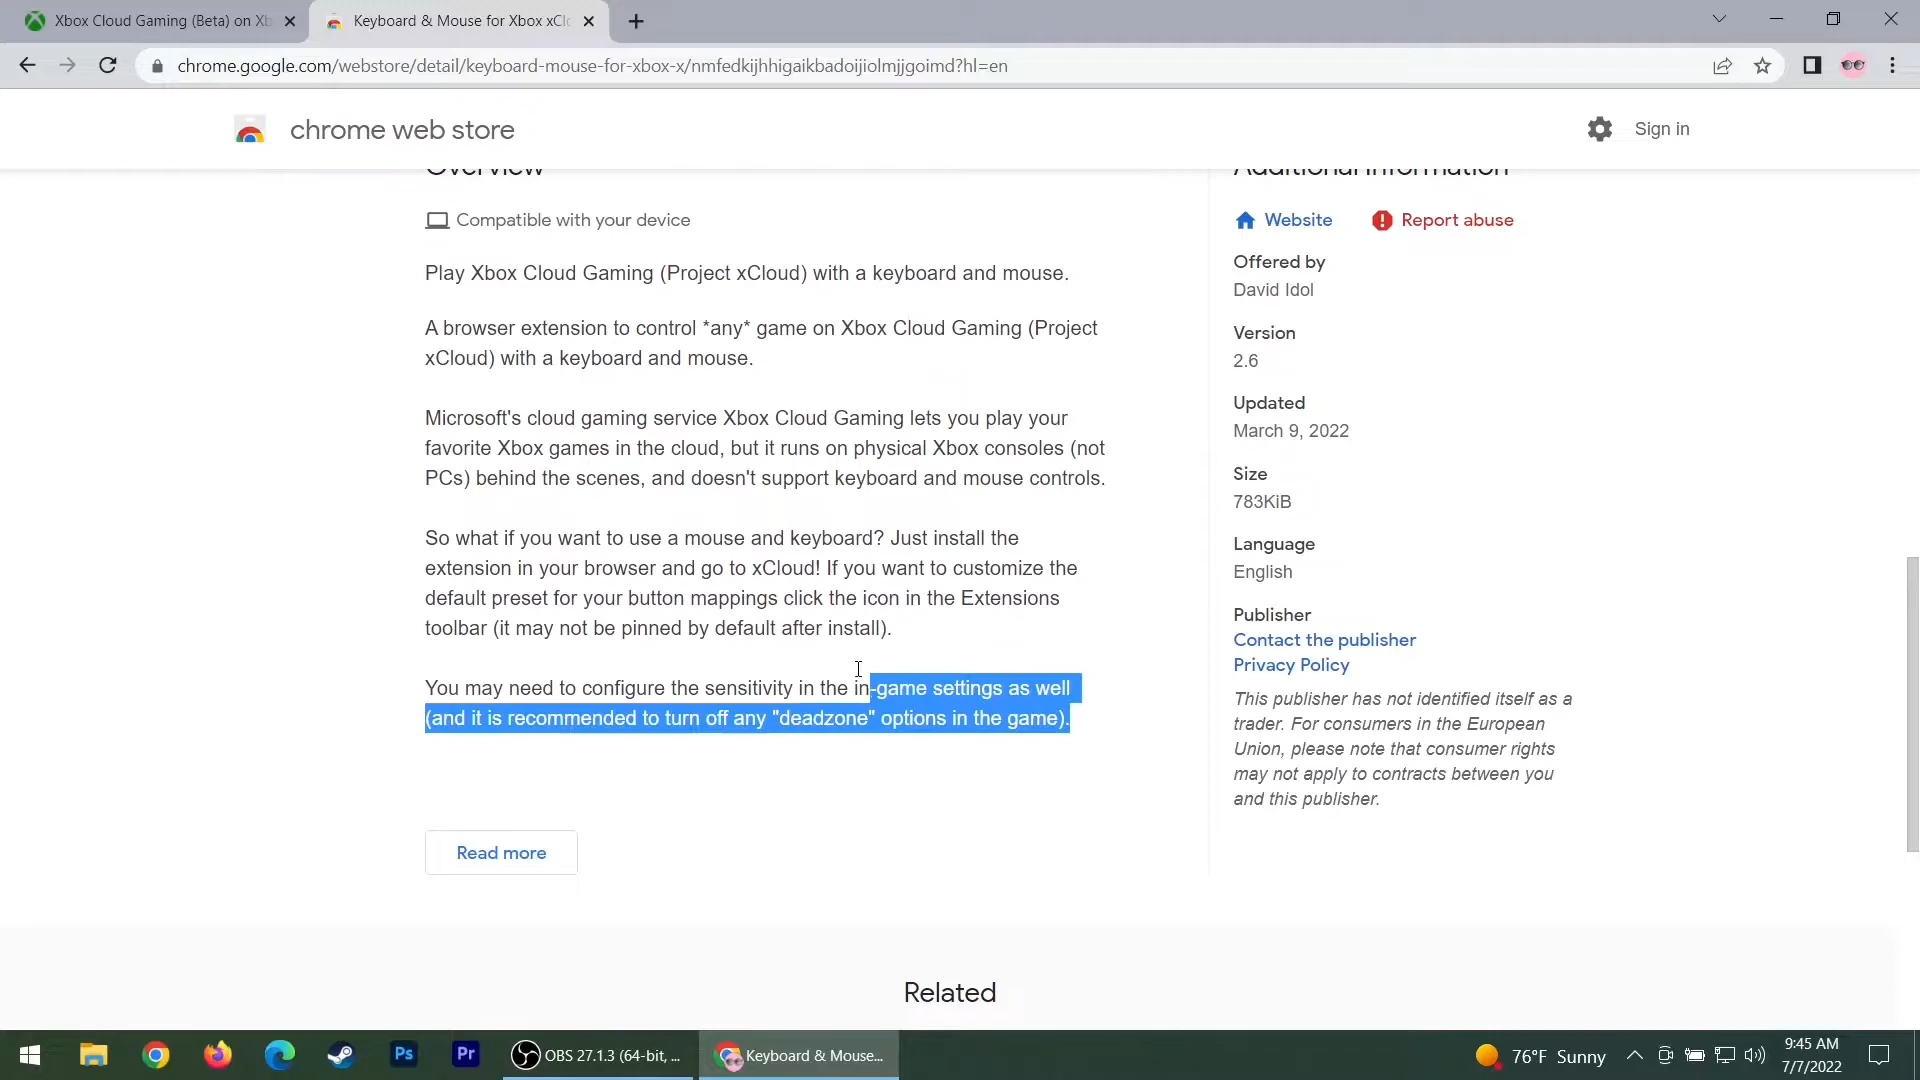 Xbox Cloud Gaming (Beta) on Xb
Keyboard & Mouse for Xbox xClo
chrome.google.com/webstore/detail/keyboard-mouse-for-xbox-x/nmfedkijhhigaikbadoijiolmjjgoimd?hl=en
chrome web store
Sign in
Overview
Additional Information
Compatible with your device
Website
Report abuse
Play Xbox Cloud Gaming (Project xCloud) with a keyboard and mouse.
A browser extension to control *any* game on Xbox Cloud Gaming (Project
xCloud) with a keyboard and mouse.
Microsoft's cloud gaming service Xbox Cloud Gaming lets you play your
favorite Xbox games in the cloud, but it runs on physical Xbox consoles (not
PCs) behind the scenes, and doesn't support keyboard and mouse controls.
So what if you want to use a mouse and keyboard? Just install the
extension in your browser and go to xCloud! If you want to customize the
default preset for your button mappings click the icon in the Extensions
toolbar (it may not be pinned by default after install).
You may need to configure the sensitivity in the in-game settings as well
(and it is recommended to turn off any "deadzone" options in the game).
Read more
Offered by
David Idol
Version
2.6
Updated
March 9, 2022
Size
783KiB
Language
English
Publisher
Contact the publisher
Privacy Policy
This publisher has not identified itself as a
trader. For consumers in the European
Union, please note that consumer rights
may not apply to contracts between you
and this publisher.
Related
Ps
Pr
OBS 27.1.3 (64-bit, ...
Keyboard & Mouse...
76°F Sunny
9:45 AM
7/7/2022